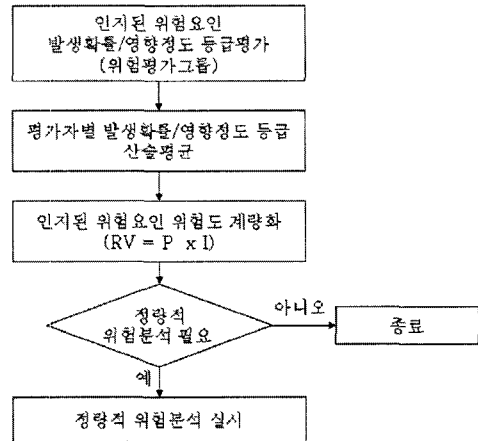 인지된 위험요인
발생확률/영향정도 등급평가
(위험평가그룹)
평가자별 발생확률/영향정도 등급
산술평균
인지된 위험요인 위험도 계량화
(RV = P x I)
정량적
위험분석 필요
아니오
종료
예
정량적 위험분석 실시